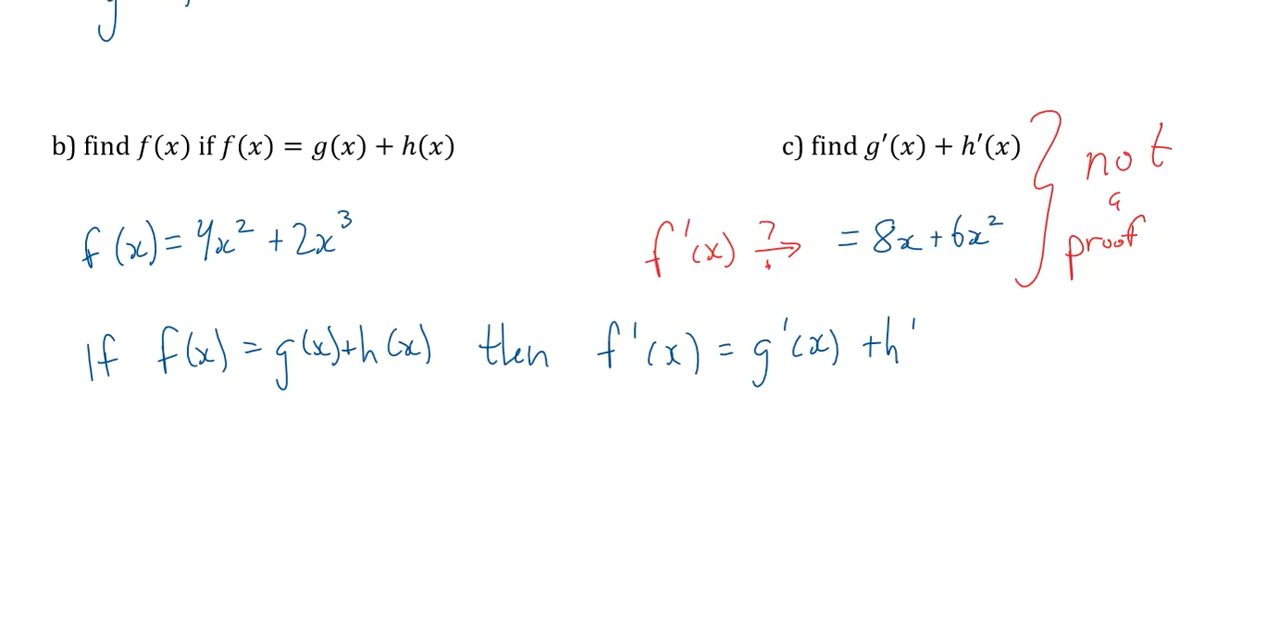 b) find f(x) if f(x) = g(x) + h(x)
c) find g′(x) + h′(x)
not
a
proof
f(x) = 4x² + 2x³
f'(x) ?
= 8x + 6x²
If f(x) = g(x) + h(x) then f'(x) = g'(x) + h'